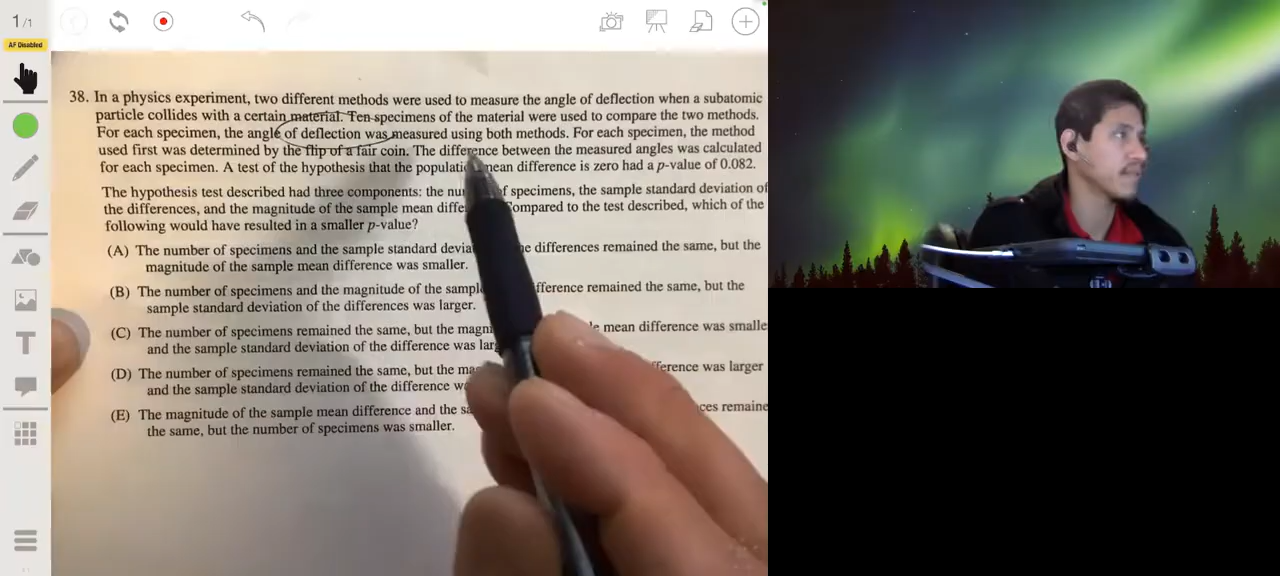 1/1
AF Disabled
T
38. In a physics experiment, two different methods were used to measure the angle of deflection when a subatomic
particle collides with a certain material. Ten specimens of the material were used to compare the two methods.
For each specimen, the angle of deflection was measured using both methods. For each specimen, the method
used first was determined by the flip of a fair coin. The difference between the measured angles was calculated
for each specimen. A test of the hypothesis that the populati mean difference is zero had a p-value of 0.082.
The hypothesis test described had three components: the nu of specimens, the sample standard deviation of
the differences, and the magnitude of the sample mean diffe Compared to the test described, which of the
following would have resulted in a smaller p-value?
(A) The number of specimens and the sample standard devia e differences remained the same, but the
magnitude of the sample mean difference was smaller.
(B) The number of specimens and the magnitude of the sampl ifference remained the same, but the
sample standard deviation of the differences was larger.
(C) The number of specimens remained the same, but the magni mean difference was smalle
and the sample standard deviation of the difference was lar
(D) The number of specimens remained the same, but the ma ference was larger
and the sample standard deviation of the difference w
(E) The magnitude of the sample mean difference and the sa ces remaine
the same, but the number of specimens was smaller.